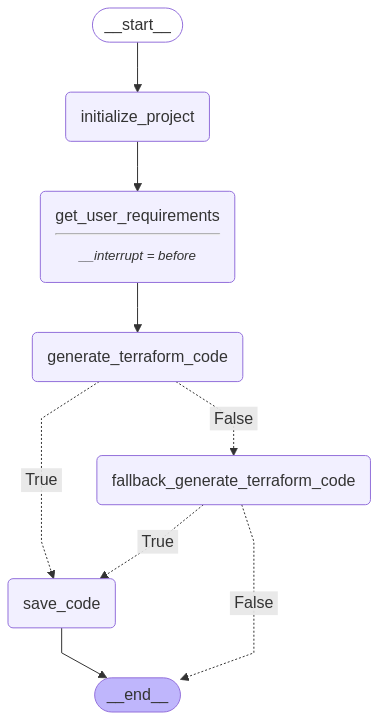 __start__
initialize_project
get_user_requirements
__interrupt = before
generate_terraform_code
False
True
fallback_generate_terraform_code
True
save_code
False
__end__